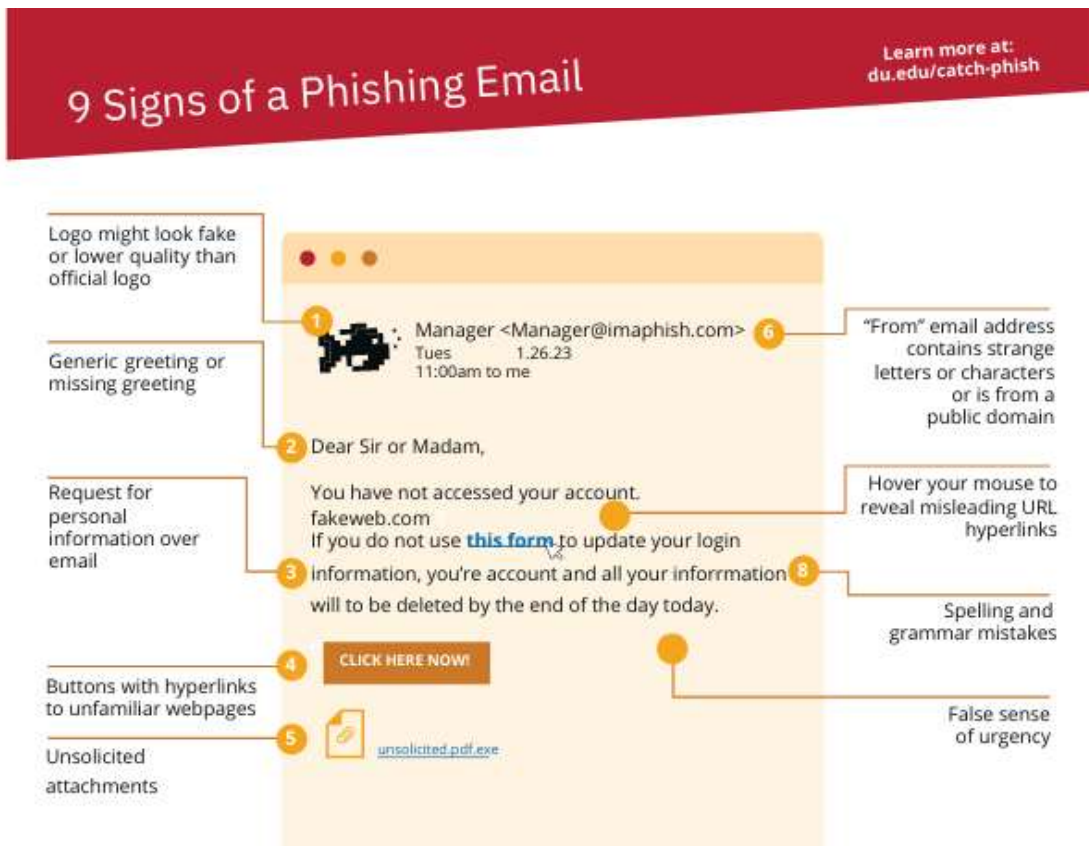 9 Signs of a Phishing Email
Learn more at:
du.edu/catch-phish
Logo might look fake
or lower quality than
official logo
Generic greeting or
missing greeting
Request for
personal
information over
email
Buttons with hyperlinks
to unfamiliar webpages
Unsolicited
attachments
1
Manager <Manager@imaphish.com>
6
Tues 1.26.23
11:00am to me
2 Dear Sir or Madam,
You have not accessed your account.
fakeweb.com
If you do not use this form to update your login
3 information, you're account and all your inforrmation 8
will to be deleted by the end of the day today.
4 CLICK HERE NOW!
5
unsolicited.pdf.exe
"From" email address
contains strange
letters or characters
or is from a
public domain
Hover your mouse to
reveal misleading URL
hyperlinks
Spelling and
grammar mistakes
False sense
of urgency